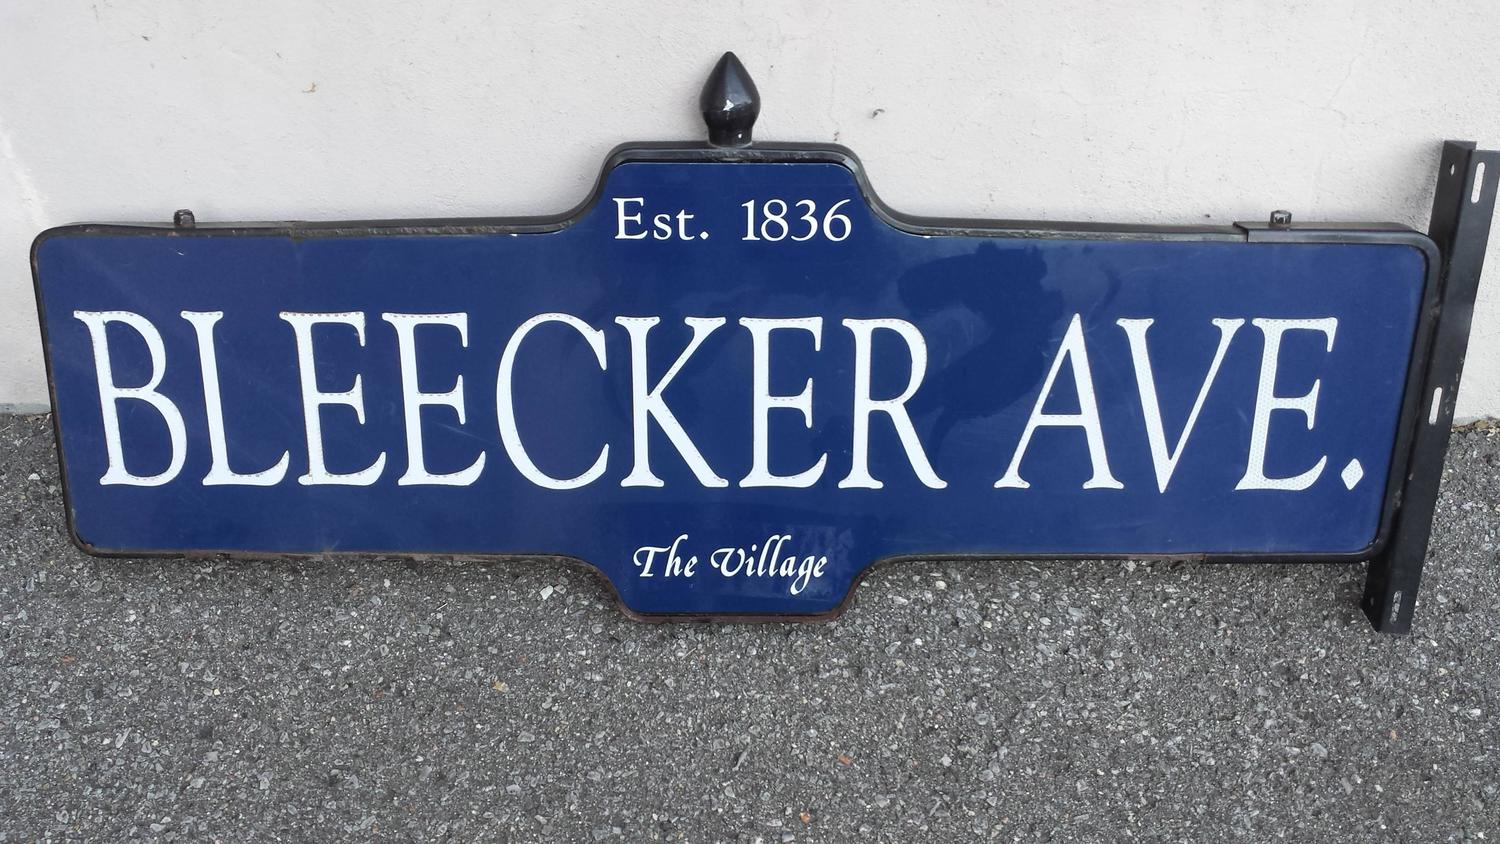 Est. 1836
BLEECKER AVE.
The Village